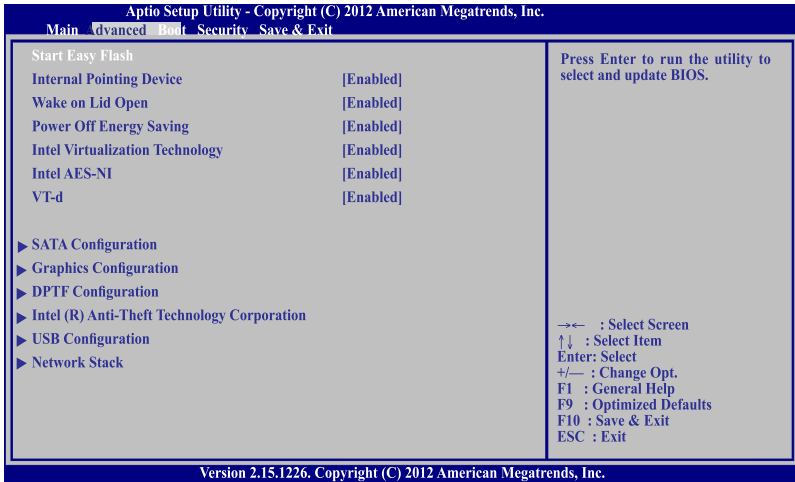 Aptio Setup Utility - Copyright (C) 2012 American Megatrends, Inc.
Main Advanced Boot Security Save & Exit
Start Easy Flash
Internal Pointing Device [Enabled]
Wake on Lid Open [Enabled]
Power Off Energy Saving [Enabled]
Intel Virtualization Technology [Enabled]
Intel AES-NI [Enabled]
VT-d [Enabled]
▶ SATA Configuration
▶ Graphics Configuration
▶ DPTF Configuration
▶ Intel (R) Anti-Theft Technology Corporation
▶ USB Configuration
▶ Network Stack
Press Enter to run the utility to
select and update BIOS.
→← : Select Screen
↑↓ : Select Item
Enter: Select
+/— : Change Opt.
F1 : General Help
F9 : Optimized Defaults
F10 : Save & Exit
ESC : Exit
Version 2.15.1226. Copyright (C) 2012 American Megatrends, Inc.